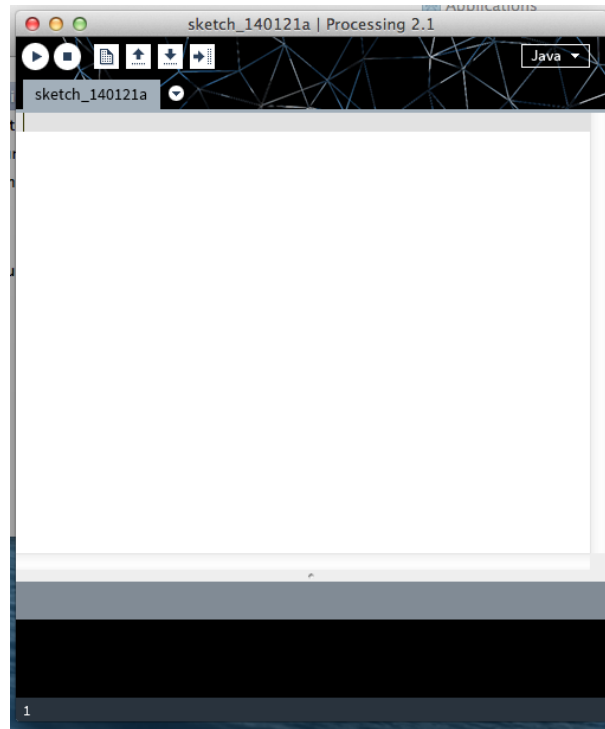 Applications
sketch_140121a | Processing 2.1
Java
sketch_140121a
1